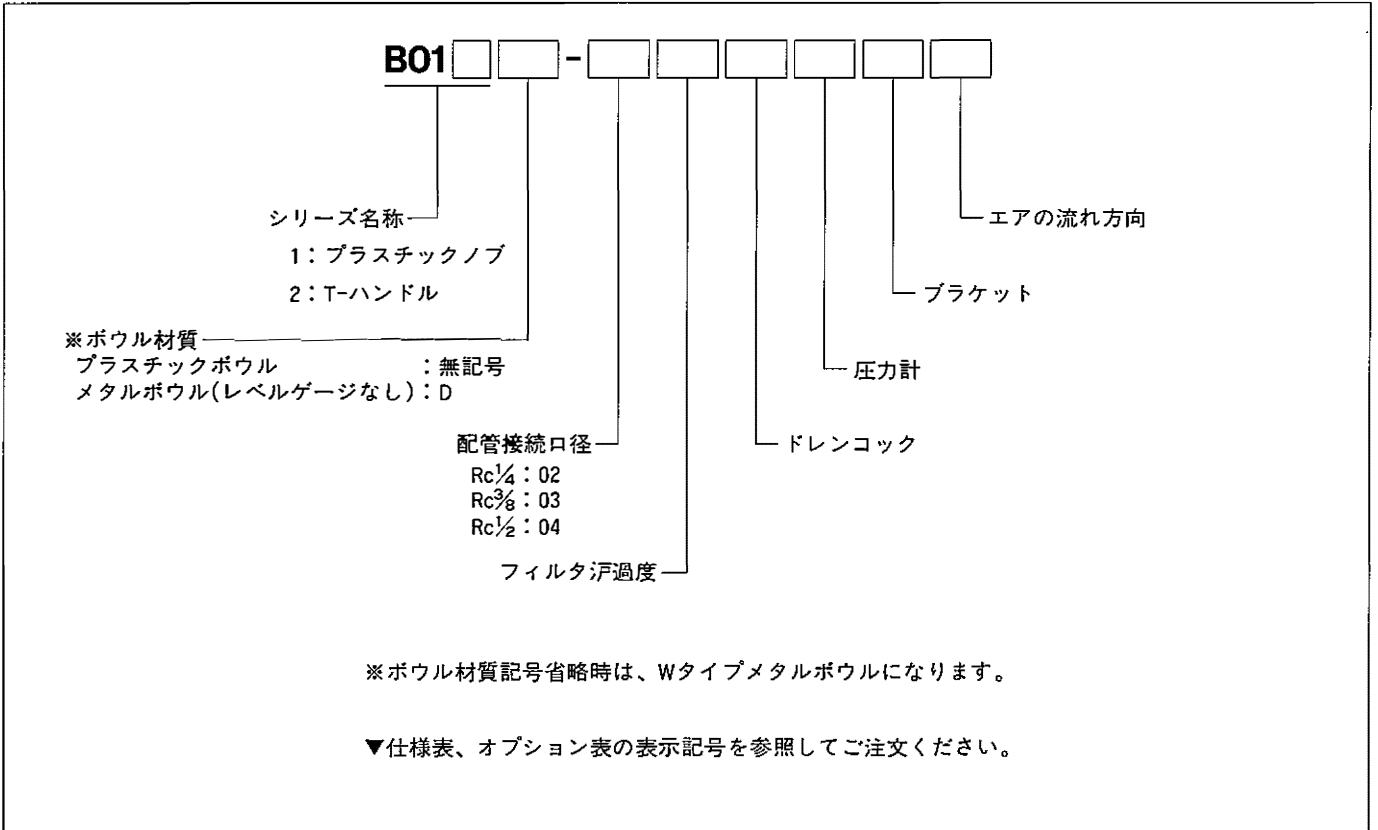 B01 -
シリーズ名称
1：プラスチックノブ
2：T-ハンドル
※ボウル材質
プラスチックボウル ：無記号
メタルボウル(レベルゲージなし)：D
配管接続口径
Rc¼：02
Rc⅜：03
Rc½：04
フィルタ沪過度
ドレンコック
圧力計
ブラケット
エアの流れ方向
※ボウル材質記号省略時は、Wタイプメタルボウルになります。
▼仕様表、オプション表の表示記号を参照してご注文ください。